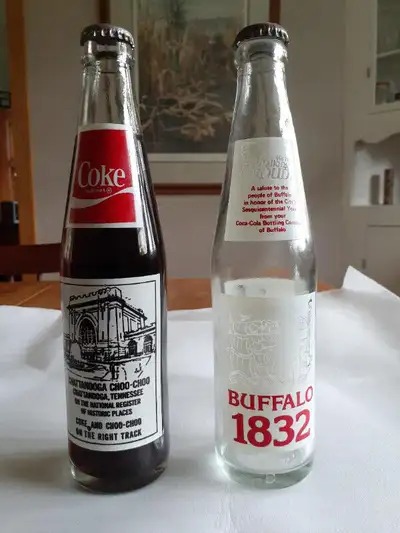 Coke
CHATTANOOGA CHOO-CHOO
CHATTANOOGA, TENNESSEE
ON THE NATIONAL REGISTER
OF HISTORIC PLACES
COKE AND CHOO-CHOO
ON THE RIGHT TRACK
A salute to the
people of Buffalo
in honor of the City
Sesquicentennial Year
from your
Coca-Cola Bottling
of Buffalo
BUFFALO
1832